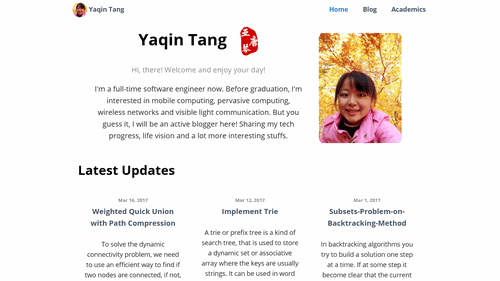 Yaqin Tang
Home Blog Academics
Yaqin Tang
Hi, there! Welcome and enjoy your day!
I'm a full-time software engineer now. Before graduation, I'm
interested in mobile computing, pervasive computing,
wireless networks and visible light communication. But you
guess it, I will be an active blogger here! Sharing my tech
progress, life vision and a lot more interesting stuffs.
Latest Updates
Mar 16, 2017
Weighted Quick Union
with Path Compression
To solve the dynamic
connectivity problem, we need
to use an efficient way to find if
two nodes are connected, if not,
Mar 12, 2017
Implement Trie
A trie or prefix tree is a kind of
search tree, that is used to store
a dynamic set or associative
array where the keys are usually
strings. It can be used in word
Mar 1, 2017
Subsets-Problem-on-
Backtracking-Method
In backtracking algorithms you
try to build a solution one step
at a time. If at some step it
become clear that the current